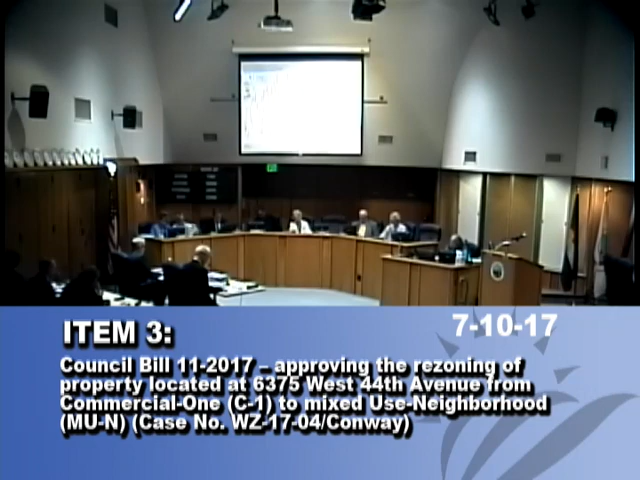 ITEM 3:
7-10-17
Council Bill 11-2017 – approving the rezoning of
property located at 6375 West 44th Avenue from
Commercial-One (C-1) to mixed Use-Neighborhood
(MU-N) (Case No. WZ-17-04/Conway)